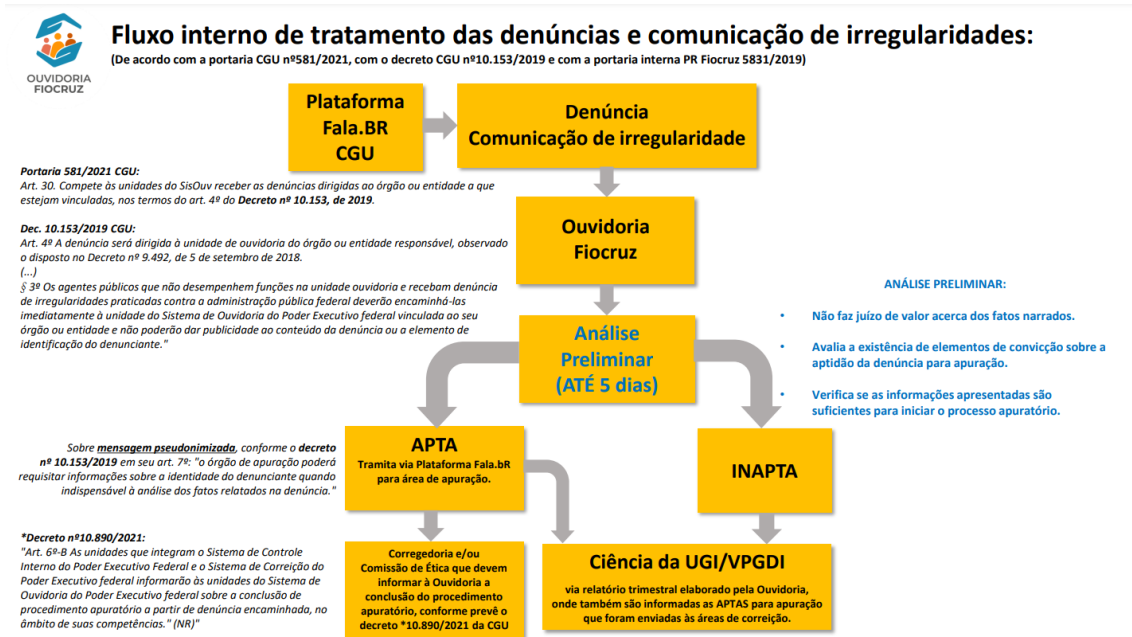 OUVIDORIA
FIOCRUZ
Fluxo interno de tratamento das denúncias e comunicação de irregularidades:
(De acordo com a portaria CGU nº581/2021, com o decreto CGU nº10.153/2019 e com a portaria interna PR Fiocruz 5831/2019)
Plataforma
Fala.BR
CGU
Denúncia
Comunicação de irregularidade
Portaria 581/2021 CGU:
Art. 30. Compete às unidades do SisOuv receber as denúncias dirigidas ao órgão ou entidade a que
estejam vinculadas, nos termos do art. 4º do Decreto nº 10.153, de 2019.
Dec. 10.153/2019 CGU:
Art. 4º A denúncia será dirigida à unidade de ouvidoria do órgão ou entidade responsável, observado
o disposto no Decreto nº 9.492, de 5 de setembro de 2018.
(...)
§ 3º Os agentes públicos que não desempenhem funções na unidade ouvidoria e recebam denúncia
de irregularidades praticadas contra a administração pública federal deverão encaminhá-las
imediatamente à unidade do Sistema de Ouvidoria do Poder Executivo federal vinculada ao seu
órgão ou entidade e não poderão dar publicidade ao conteúdo da denúncia ou a elemento de
identificação do denunciante."
Ouvidoria
Fiocruz
Análise
Preliminar
(ATÉ 5 dias)
ANÁLISE PRELIMINAR:
• Não faz juízo de valor acerca dos fatos narrados.
• Avalia a existência de elementos de convicção sobre a
aptidão da denúncia para apuração.
• Verifica se as informações apresentadas são
suficientes para iniciar o processo apuratório.
Sobre mensagem pseudonimizada, conforme o decreto
nº 10.153/2019 em seu art. 7º: "o órgão de apuração poderá
requisitar informações sobre a identidade do denunciante quando
indispensável à análise dos fatos relatados na denúncia."
APTA
Tramita via Plataforma Fala.bR
para área de apuração.
INAPTA
*Decreto nº10.890/2021:
"Art. 6º-B As unidades que integram o Sistema de Controle
Interno do Poder Executivo Federal e o Sistema de Correição do
Poder Executivo federal informarão às unidades do Sistema de
Ouvidoria do Poder Executivo federal sobre a conclusão de
procedimento apuratório a partir de denúncia encaminhada, no
âmbito de suas competências." (NR)"
Corregedoria e/ou
Comissão de Ética que devem
informar à Ouvidoria a
conclusão do procedimento
apuratório, conforme prevê o
decreto *10.890/2021 da CGU
Ciência da UGI/VPGDI
via relatório trimestral elaborado pela Ouvidoria,
onde também são informadas as APTAS para apuração
que foram enviadas às áreas de correição.